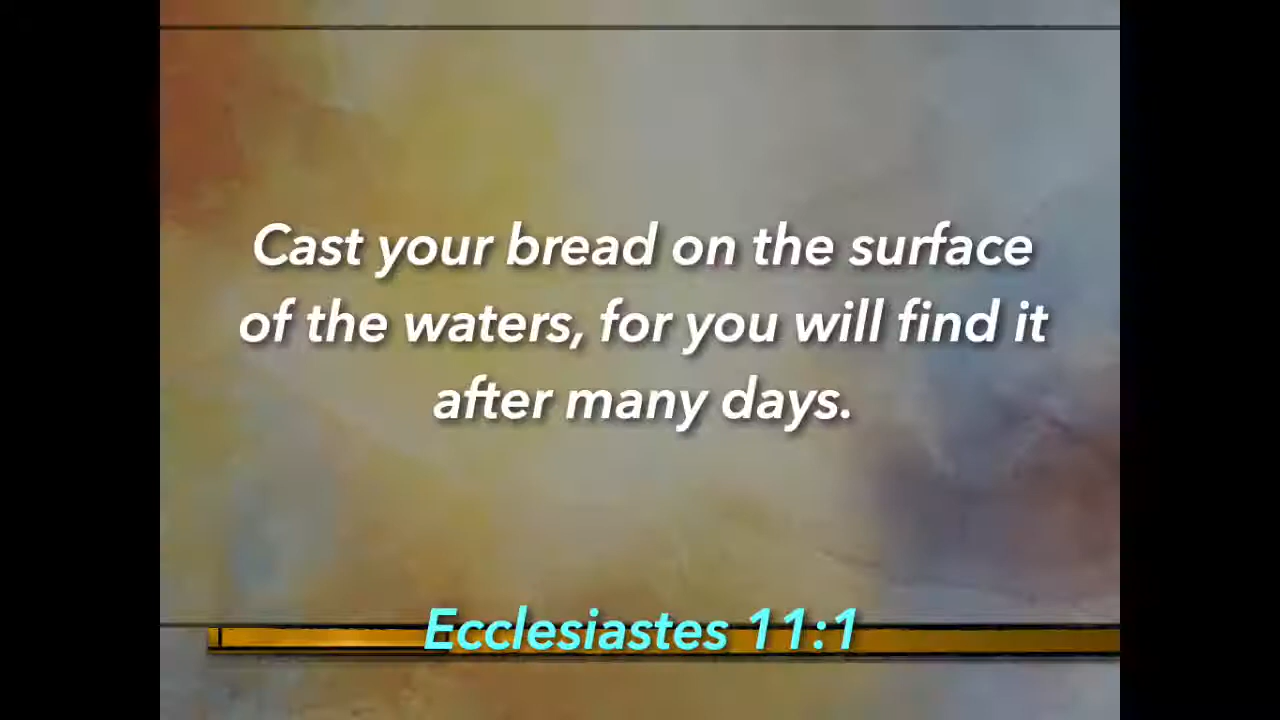 Cast your bread on the surface
of the waters, for you will find it
after many days.
Ecclesiastes 11:1